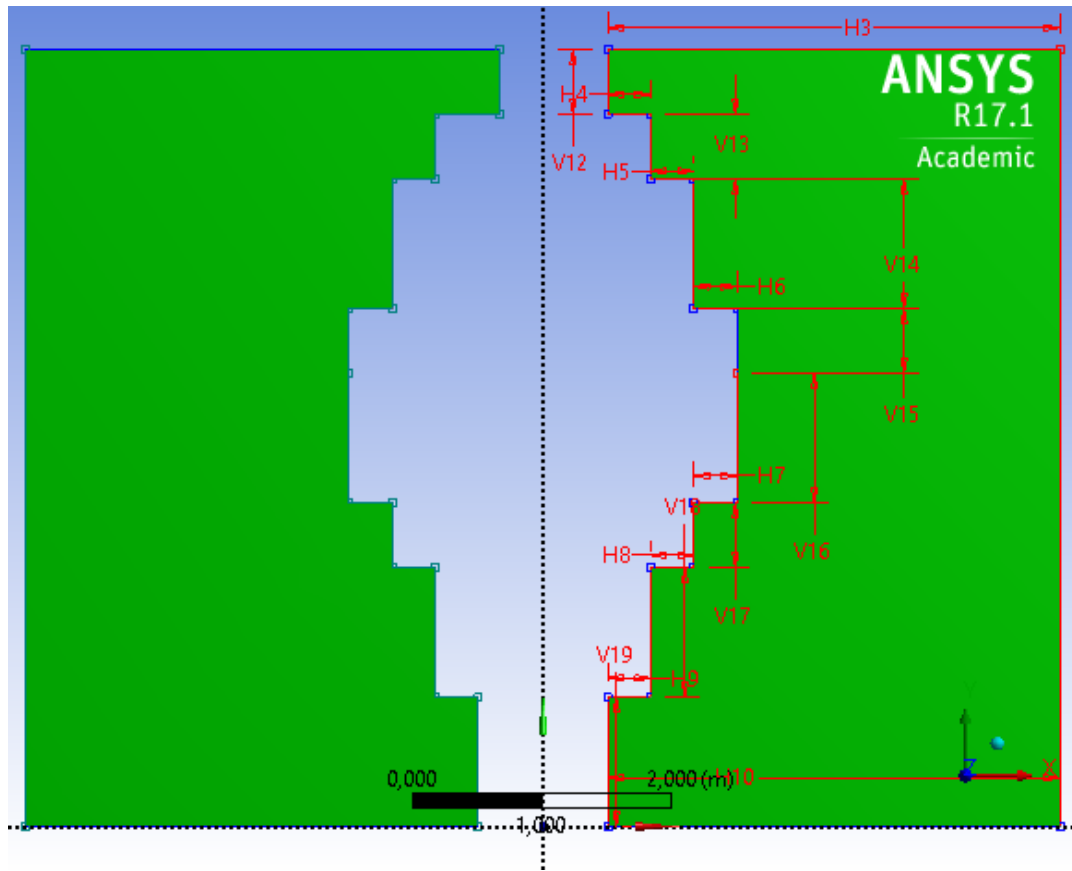 H3
ANSYS
R17.1
Academic
H4
V12
V13
H5
V14
H6
V15
H7
V18
V16
H8
V17
V19
H9
H10
0,000
2,000 (m)
1,000
Y
Z
X